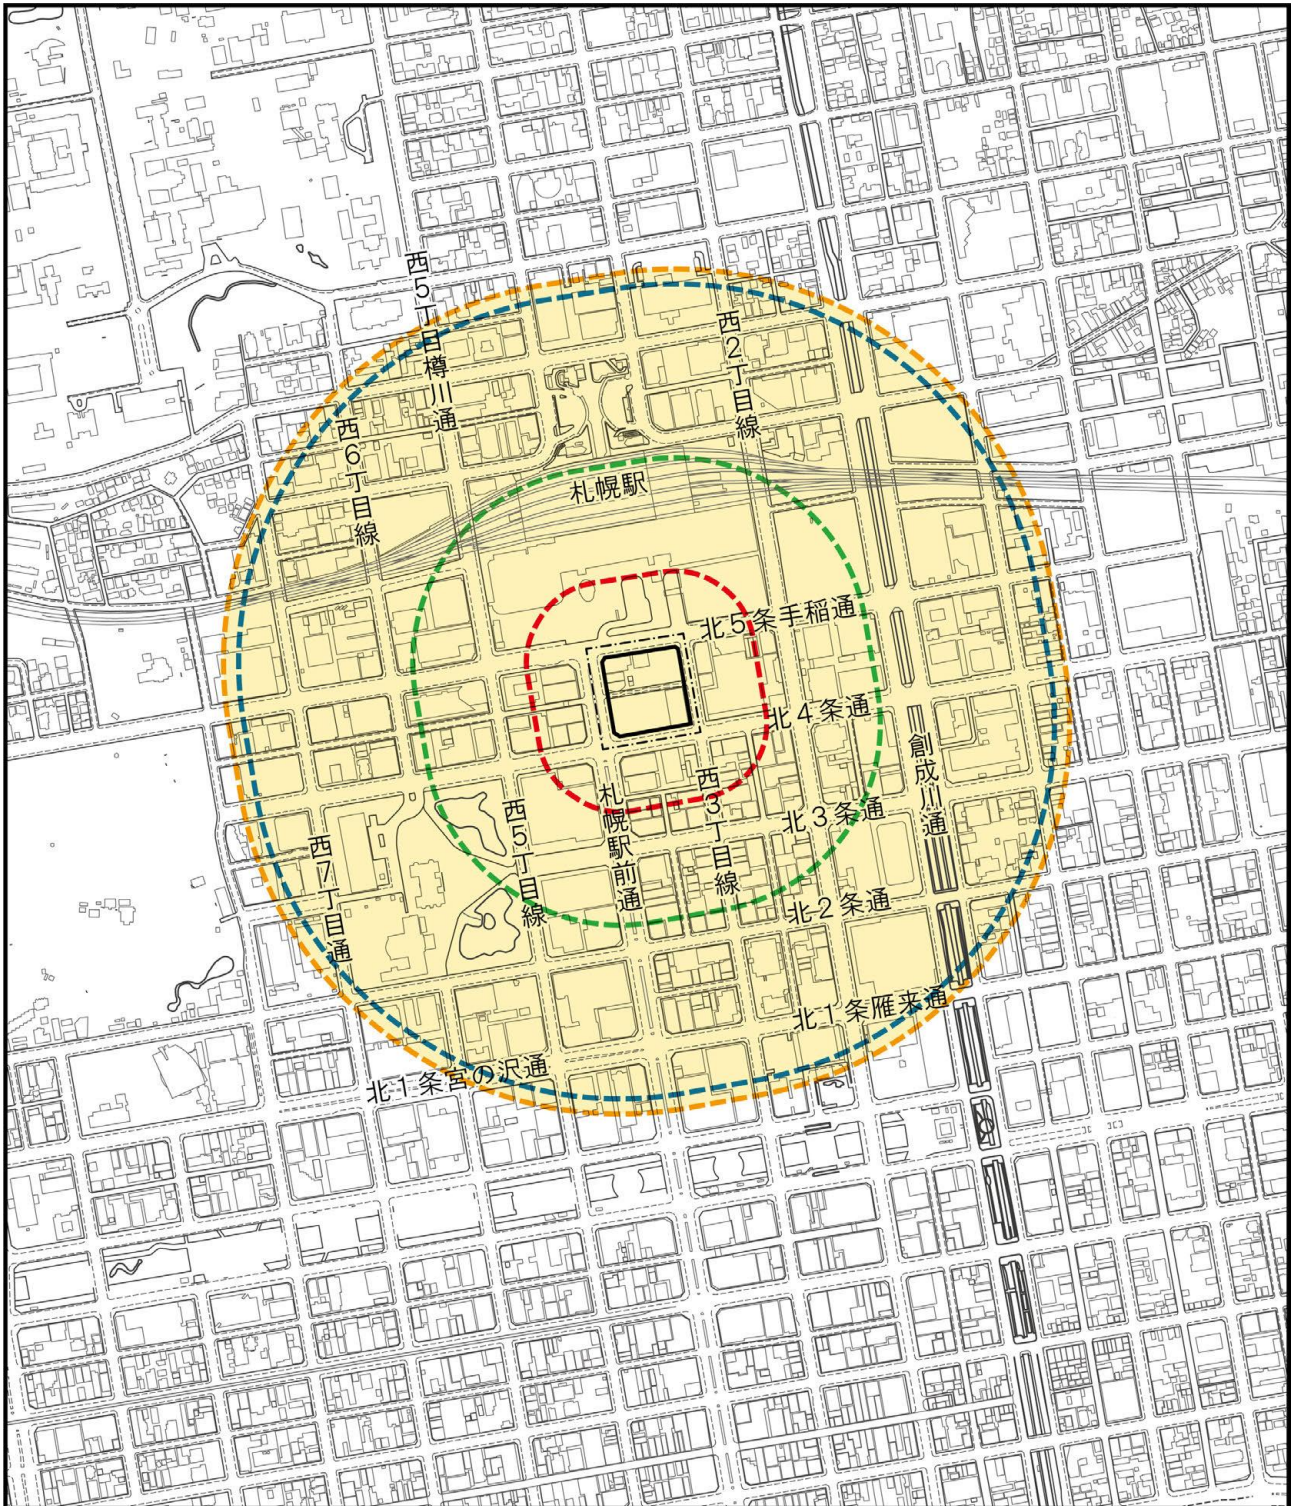 西5丁目樽川通
西2丁目線
西6丁目線
札幌駅
北5条手稲通
北4条通
創成川通
西3丁目線
札幌駅前通
西5丁目線
北3条通
西7丁目通
北2条通
北1条雁来通
北1条宮の沢通